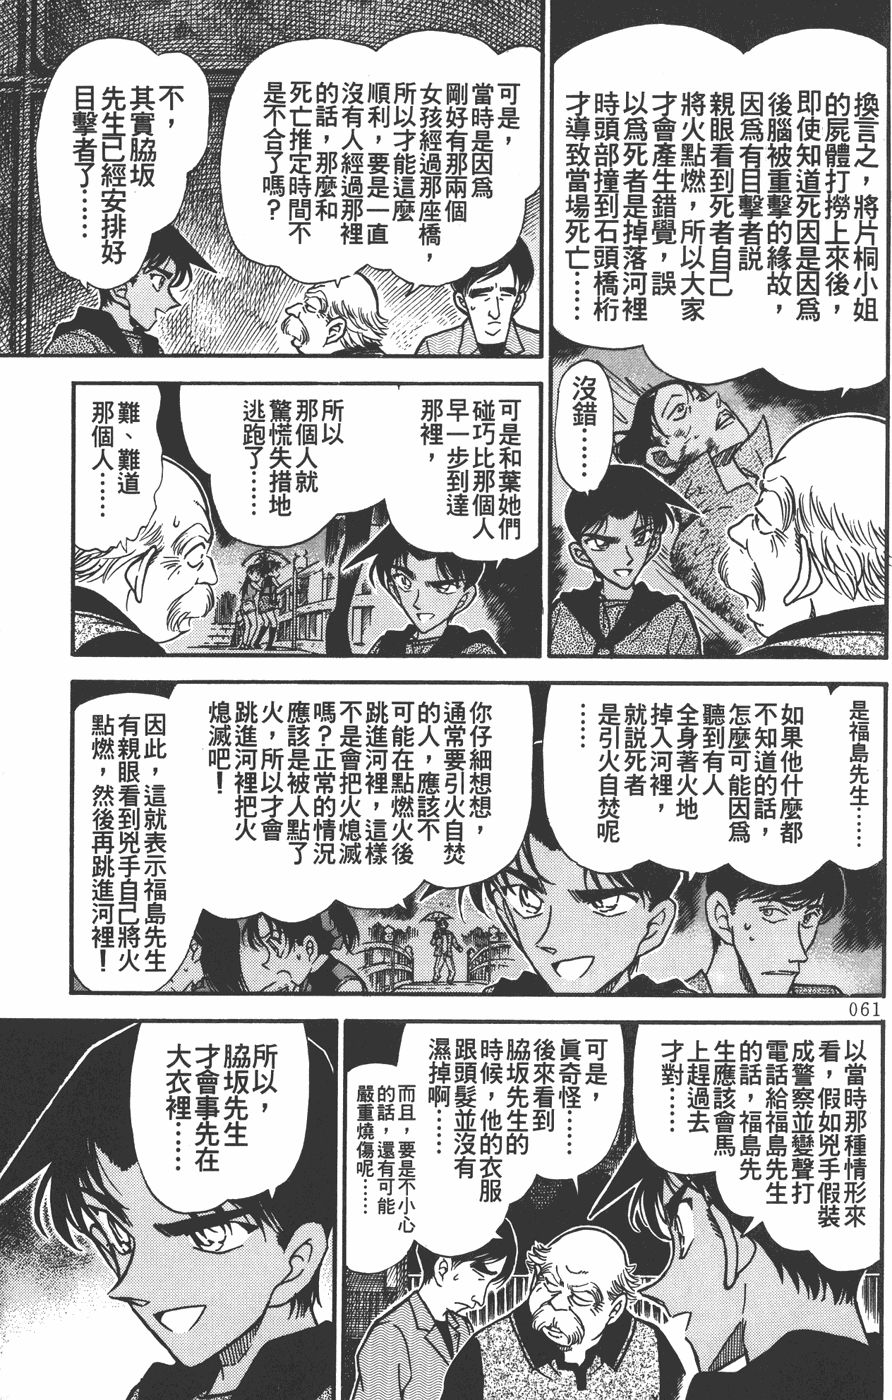 換言之，將片桐小姐
的屍體打撈上來後，
即使知道死因是因為
後腦被重擊的緣故，
因為有目擊者說
親眼看到死者自己
將火點燃，所以大家
才會產生錯覺，誤
以為死者是掉落河裡
時頭部撞到石頭橋桁
才導致當場死亡……
沒錯……
可是，
當時是因為
剛好有那兩個
女孩經過那座橋，
所以才能這麼
順利，要是一直
沒有人經過那裡
的話，那麼和
死亡推定時間不
是不合了嗎？
不，
其實脇坂
先生已經安排好
目擊者了……
可是和葉她們
碰巧比那個人
早一步到達
那裡，
所以
那個人就
驚慌失措地
逃跑了……
難、難道
那個人……
是福島先生……
如果他什麼都
不知道的話，
怎麼可能因為
聽到有人
全身著火地
掉入河裡，
就說死者
是引火自焚呢
……
你仔細想想，
通常要引火自焚
的人，應該不
可能在點燃火後
跳進河裡，這樣
不是會把火熄滅
嗎？正常的情況
應該是被人點了
火，所以才會
跳進河裡把火
熄滅吧！
因此，這就表示福島先生
有親眼看到兇手自己將火
點燃，然後再跳進河裡！
061
以當時那種情形來
看，假如兇手假裝
成警察並變聲打
電話給福島先生
的話，福島先
生應該會馬
上趕過去
才對……
可是，
真奇怪……
後來看到
脇坂先生的
時候，他的衣服
跟頭髮並沒有
濕掉啊……
而且，要是不小心
的話，還有可能
嚴重燒傷呢……
所以，
脇坂先生
才會事先在
大衣裡……